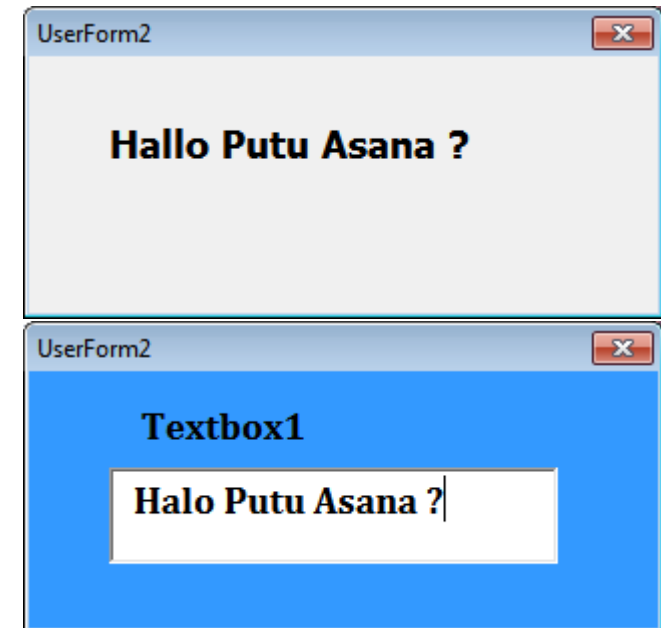 UserForm2
Hallo Putu Asana ?
UserForm2
Textbox1
Halo Putu Asana ?